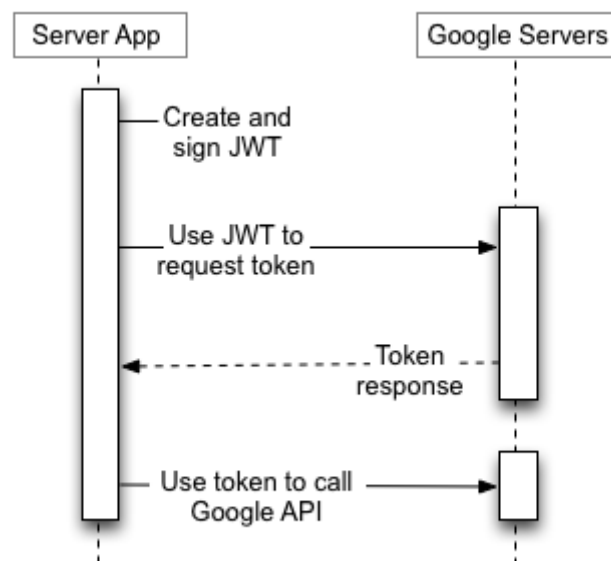 Server App
Google Servers
Create and
sign JWT
Use JWT to
request token
Token
response
Use token to call
Google API